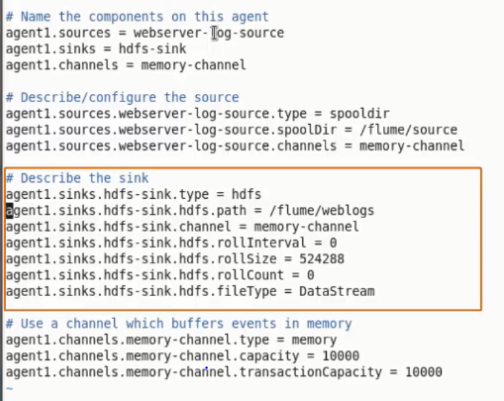 # Name the components on this agent
agent1.sources = webserver-log-source
agent1.sinks = hdfs-sink
agent1.channels = memory-channel
# Describe/configure the source
agent1.sources.webserver-log-source.type = spooldir
agent1.sources.webserver-log-source.spoolDir = /flume/source
agent1.sources.webserver-log-source.channels = memory-channel
# Describe the sink
agent1.sinks.hdfs-sink.type = hdfs
agent1.sinks.hdfs-sink.hdfs.path = /flume/weblogs
agent1.sinks.hdfs-sink.channel = memory-channel
agent1.sinks.hdfs-sink.hdfs.rollInterval = 0
agent1.sinks.hdfs-sink.hdfs.rollSize = 524288
agent1.sinks.hdfs-sink.hdfs.rollCount = 0
agent1.sinks.hdfs-sink.hdfs.fileType = DataStream
# Use a channel which buffers events in memory
agent1.channels.memory-channel.type = memory
agent1.channels.memory-channel.capacity = 10000
agent1.channels.memory-channel.transactionCapacity = 10000
~